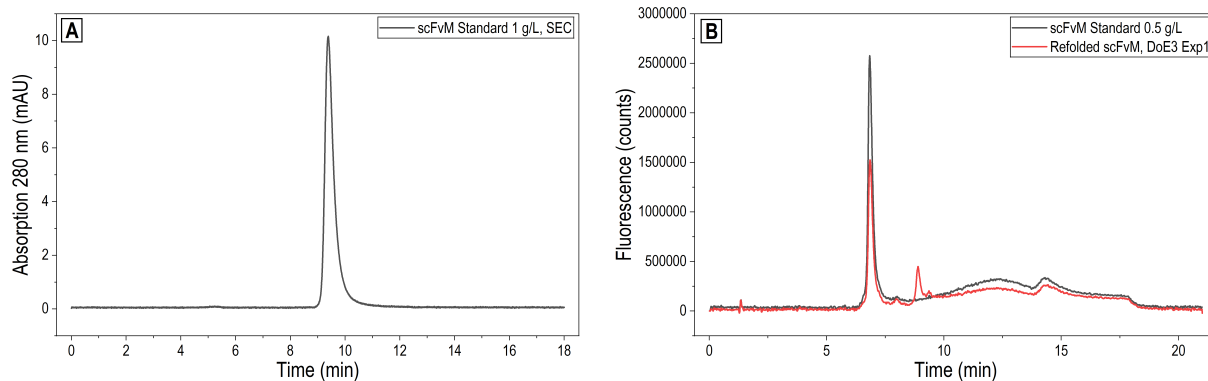 A
scFvM Standard 1 g/L, SEC
Absorption 280 nm (mAU)
10
8
6
4
2
0
0 2 4 6 8 10 12 14 16 18
Time (min)
B
scFvM Standard 0.5 g/L
Refolded scFvM, DoE3 Exp1
Fluorescence (counts)
3000000
2500000
2000000
1500000
1000000
500000
0
0 5 10 15 20
Time (min)